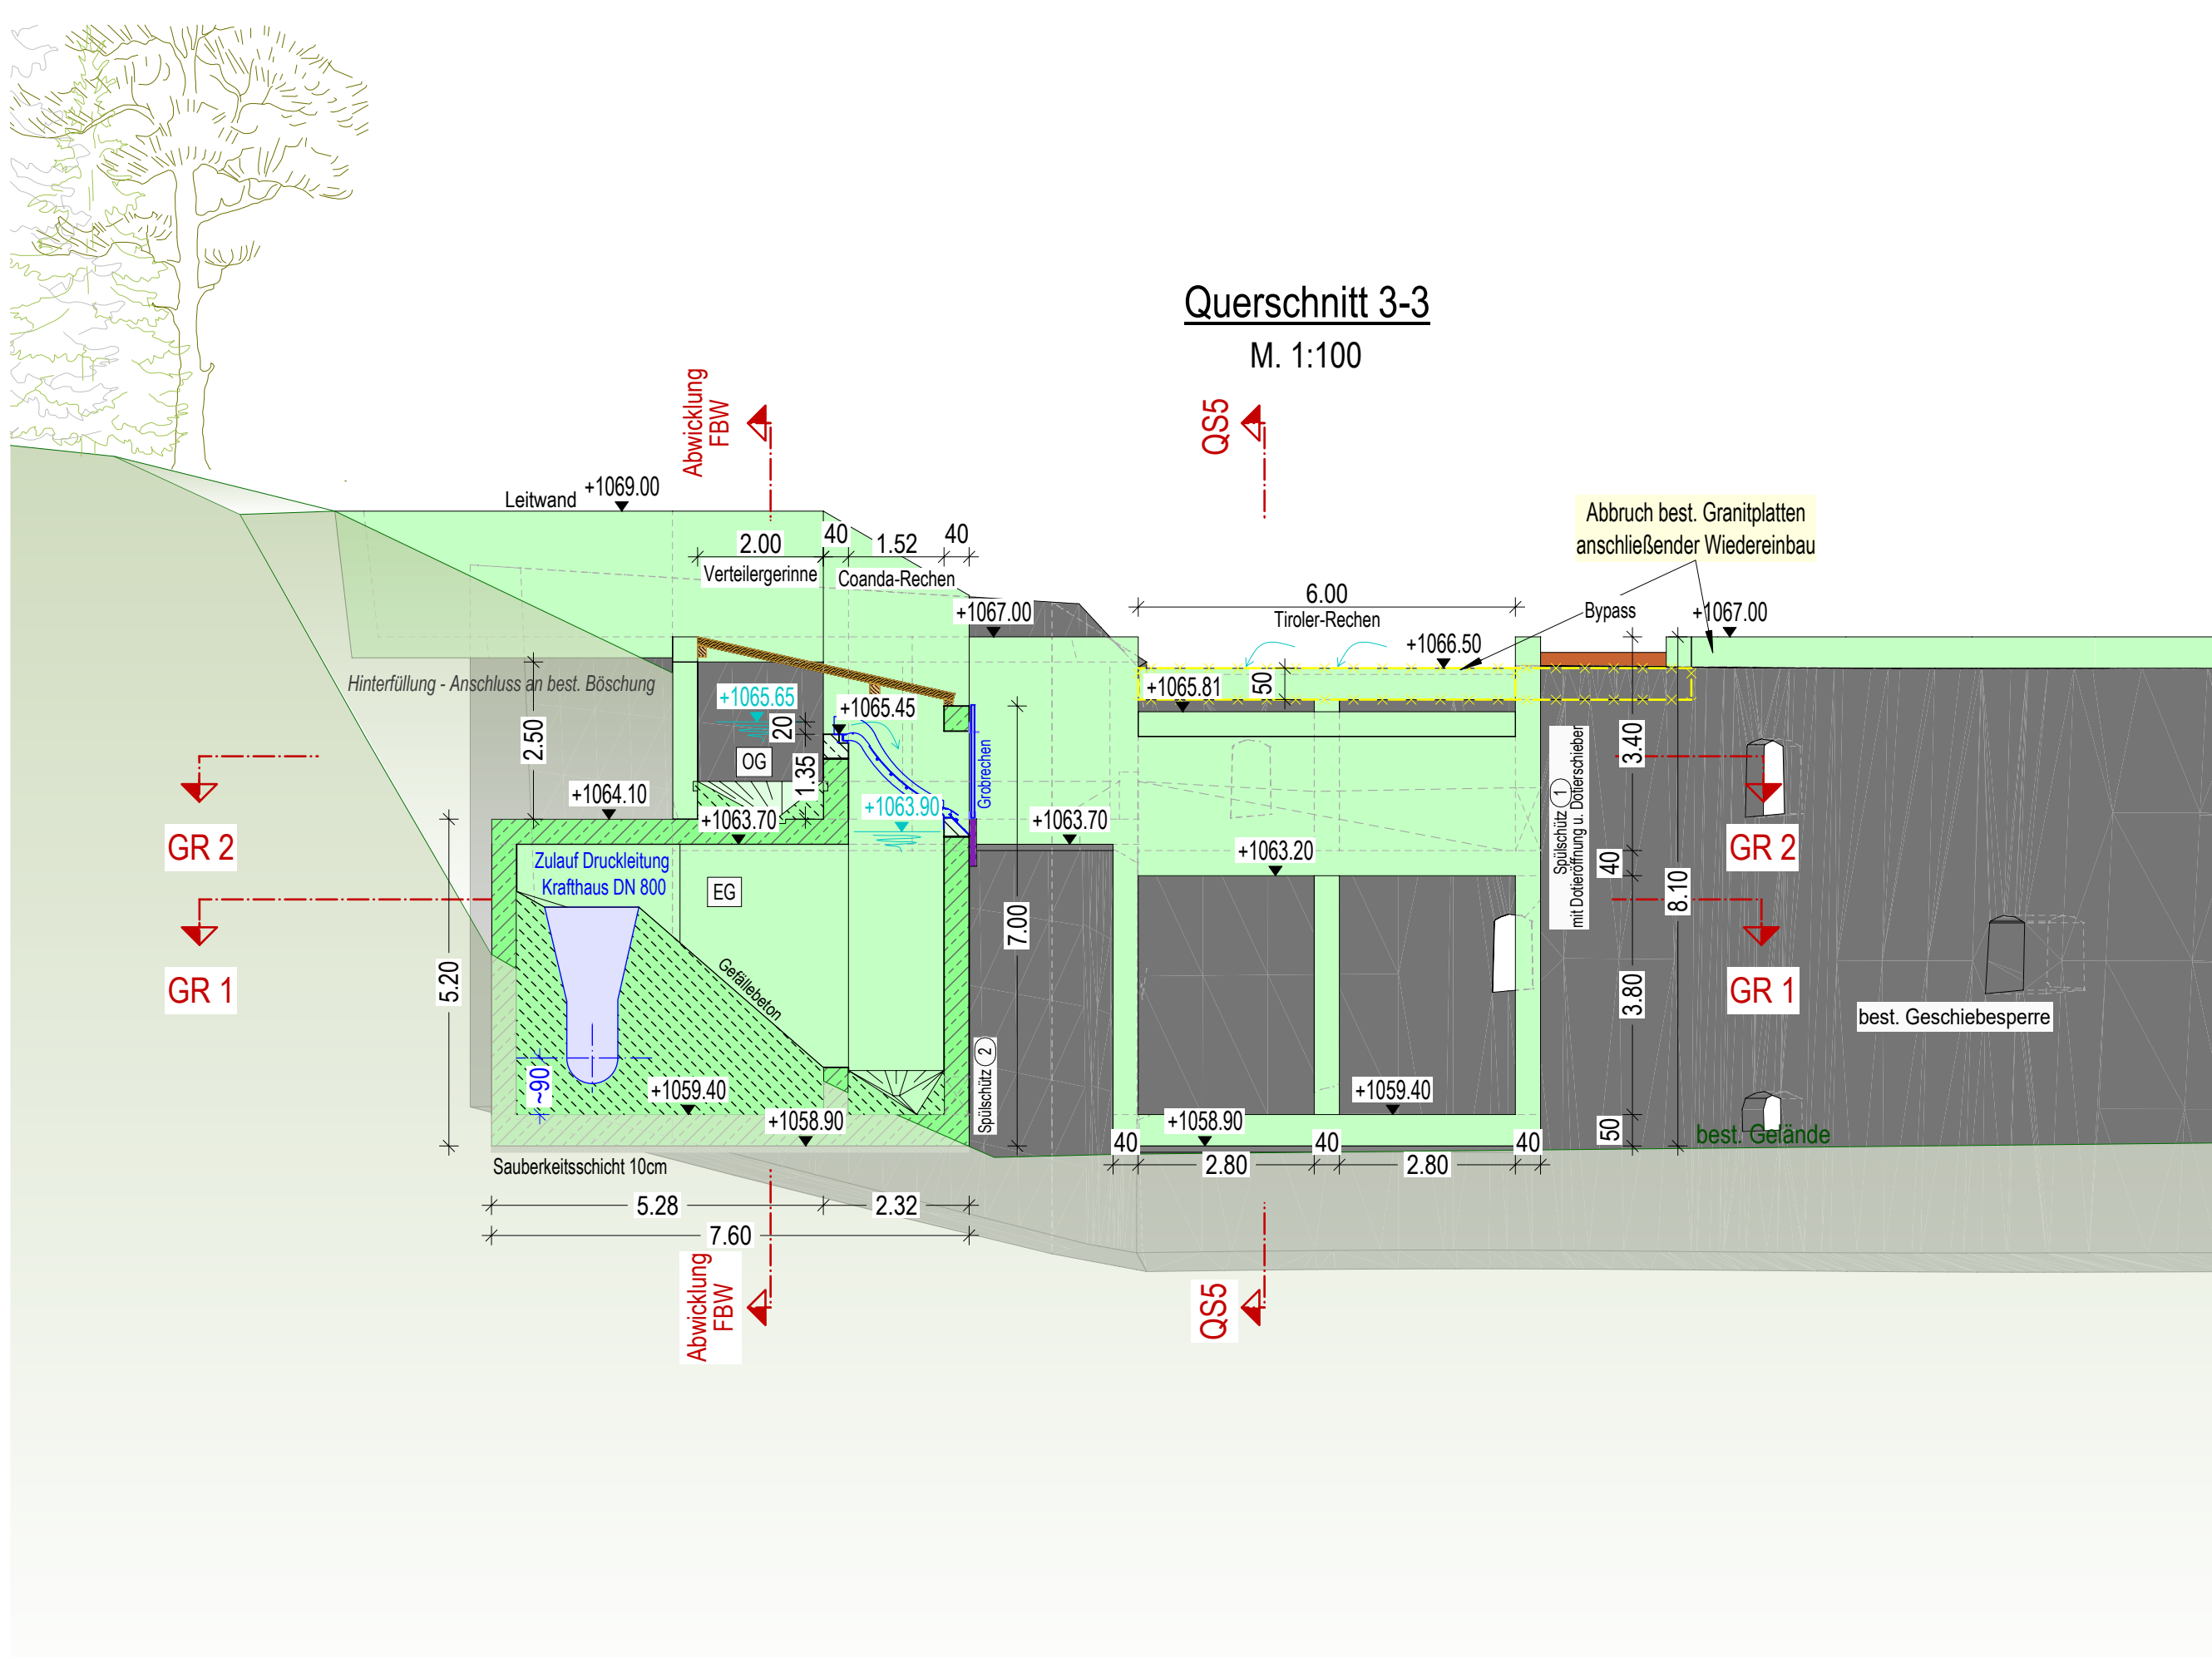 Querschnitt 3-3
M. 1:100
Abwicklung
FBW
QS5
Leitwand
+1069.00
2.00
40
1.52
40
Verteilergerinne
Coanda-Rechen
+1067.00
6.00
Tiroler-Rechen
+1066.50
Bypass
Abbruch best. Granitplatten
anschließender Wiedereinbau
+1067.00
Hinterfüllung - Anschluss an best. Böschung
+1065.65
+1065.45
+1065.81
50
20
2.50
OG
1.35
Grobrechen
3.40
+1064.10
+1063.70
+1063.90
+1063.70
+1063.20
Spülschütz 1
mit Dotieröffnung u. Dotierschieber
40
8.10
GR 2
GR 2
Zulauf Druckleitung
Krafthaus DN 800
EG
7.00
GR 1
GR 1
5.20
Gefällebeton
3.80
best. Geschiebesperre
~90
+1059.40
+1058.90
Spülschütz 2
+1059.40
+1058.90
50
best. Gelände
40
40
40
2.80
2.80
Sauberkeitsschicht 10cm
5.28
2.32
7.60
Abwicklung
FBW
QS5